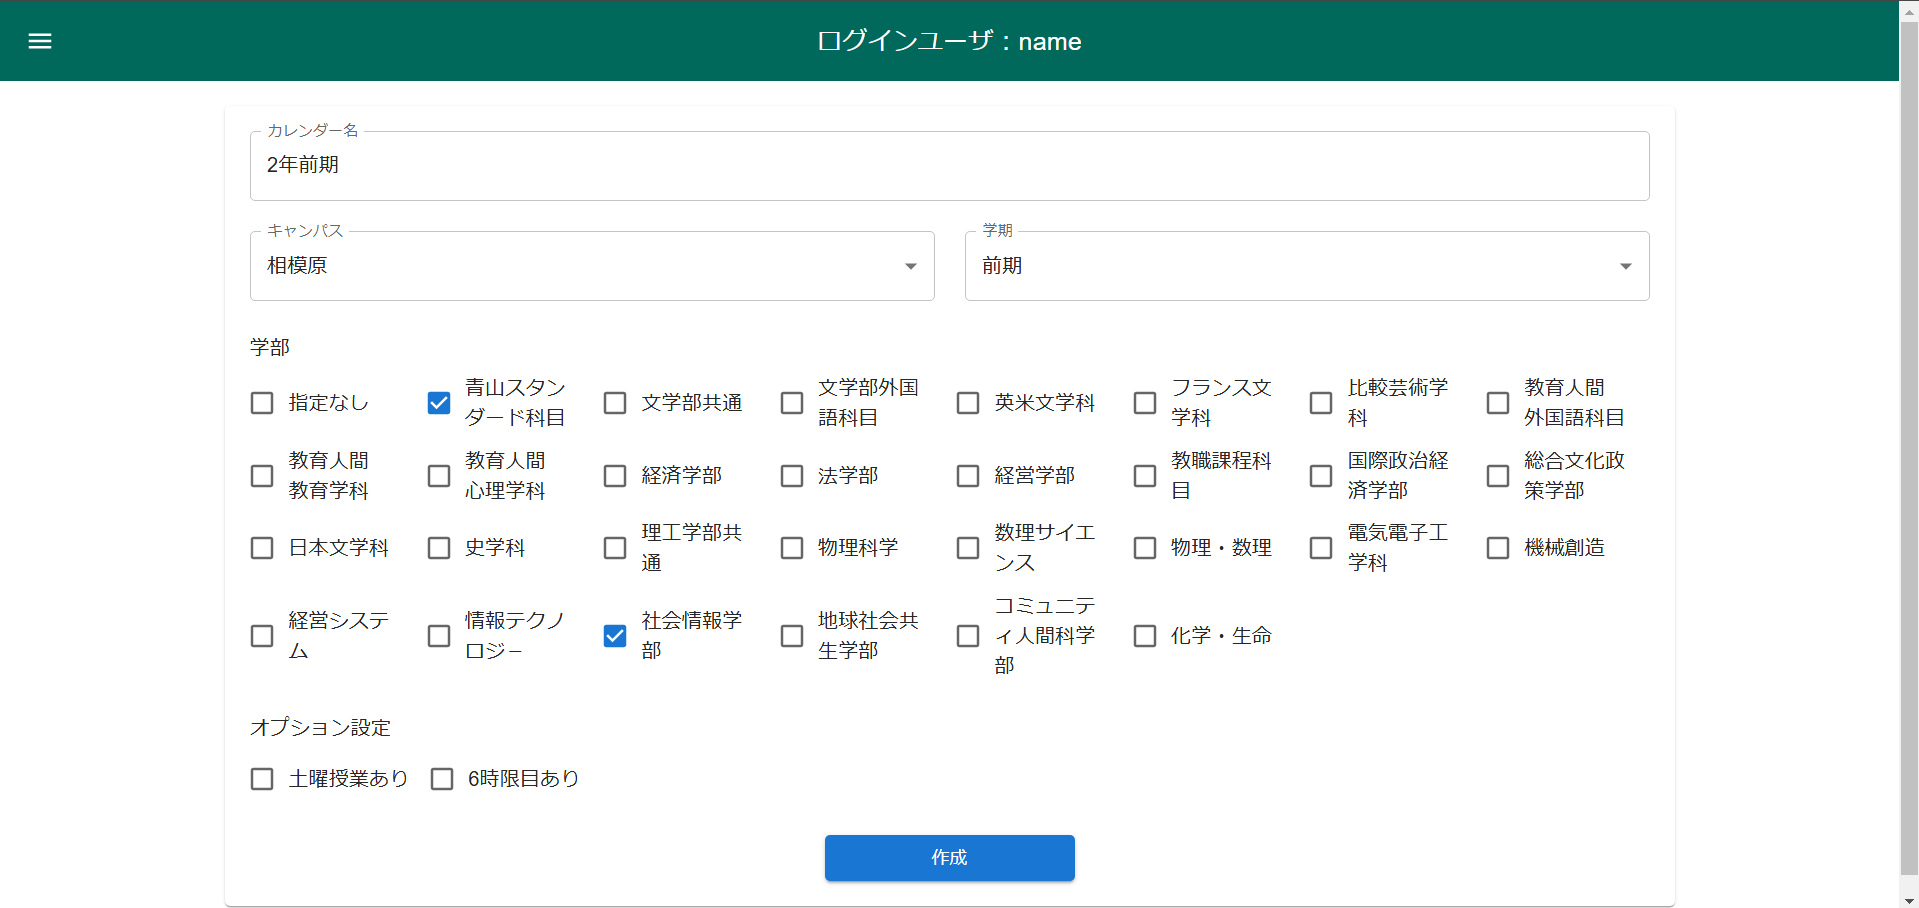 ログインユーザ：name
カレンダー名
2年前期
キャンパス
相模原
学期
前期
学部
指定なし
青山スタン
ダード科目
文学部共通
文学部外国
語科目
英米文学科
フランス文
学科
比較芸術学
科
教育人間
外国語科目
教育人間
教育学科
教育人間
心理学科
経済学部
法学部
経営学部
教職課程科
目
国際政治経
済学部
総合文化政
策学部
日本文学科
史学科
理工学部共
通
物理科学
数理サイエ
ンス
物理・数理
電気電子工
学科
機械創造
経営システ
ム
情報テクノ
ロジ－
社会情報学
部
地球社会共
生学部
コミュニテ
ィ人間科学
部
化学・生命
オプション設定
土曜授業あり
6時限目あり
作成